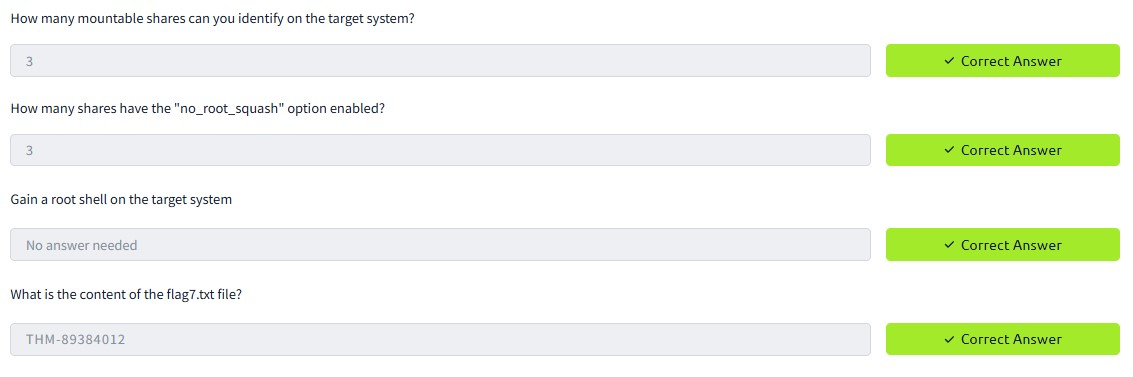 How many mountable shares can you identify on the target system?
3
✓ Correct Answer
How many shares have the "no_root_squash" option enabled?
3
✓ Correct Answer
Gain a root shell on the target system
No answer needed
✓ Correct Answer
What is the content of the flag7.txt file?
THM-89384012
✓ Correct Answer